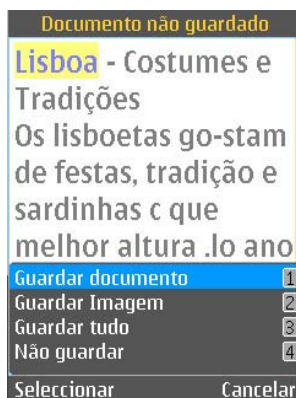 Documento não guardado
Lisboa - Costumes e
Tradições
Os lisboetas go-stam
de festas, tradição e
sardinhas c que
melhor altura .lo ano
Guardar documento 1
Guardar Imagem 2
Guardar tudo 3
Não guardar 4
Seleccionar Cancelar